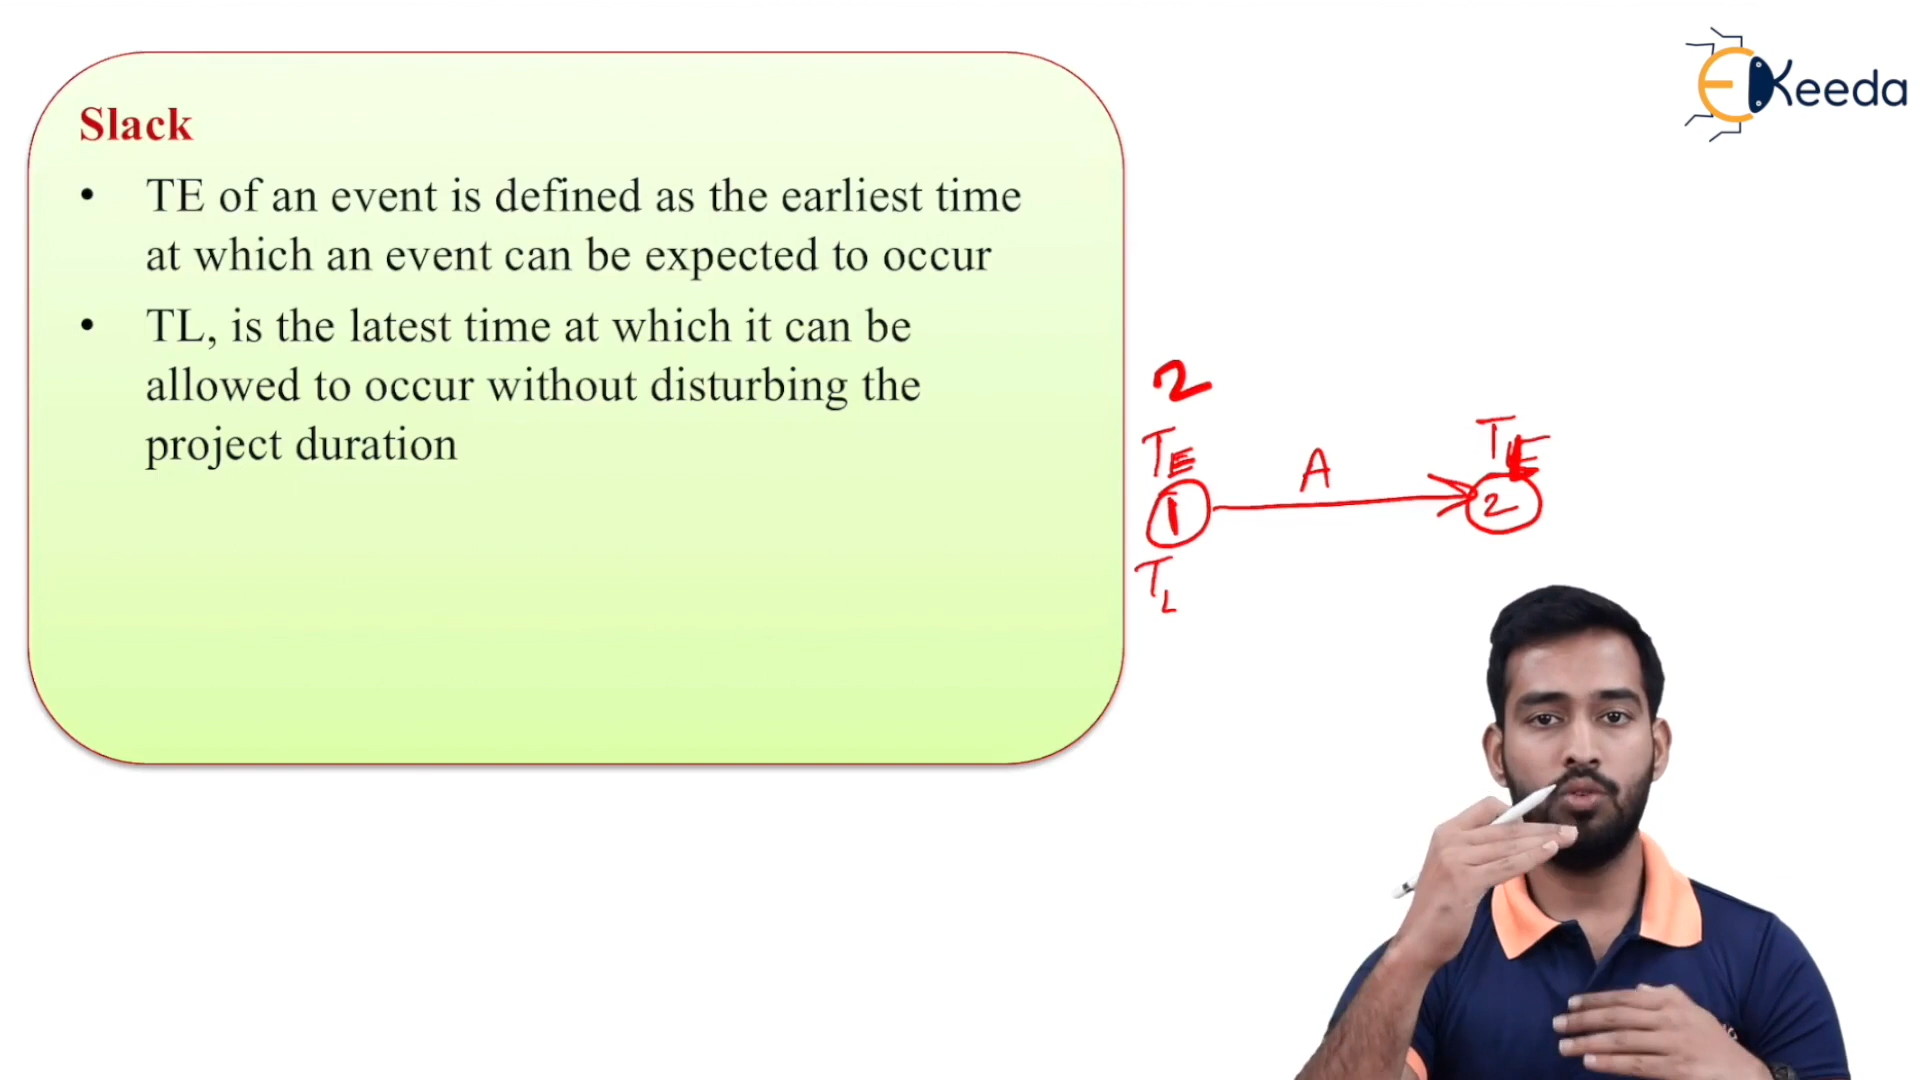 EKeeda
Slack
• TE of an event is defined as the earliest time
at which an event can be expected to occur
• TL, is the latest time at which it can be
allowed to occur without disturbing the
project duration
2
TE
A
TE
1
2
TL